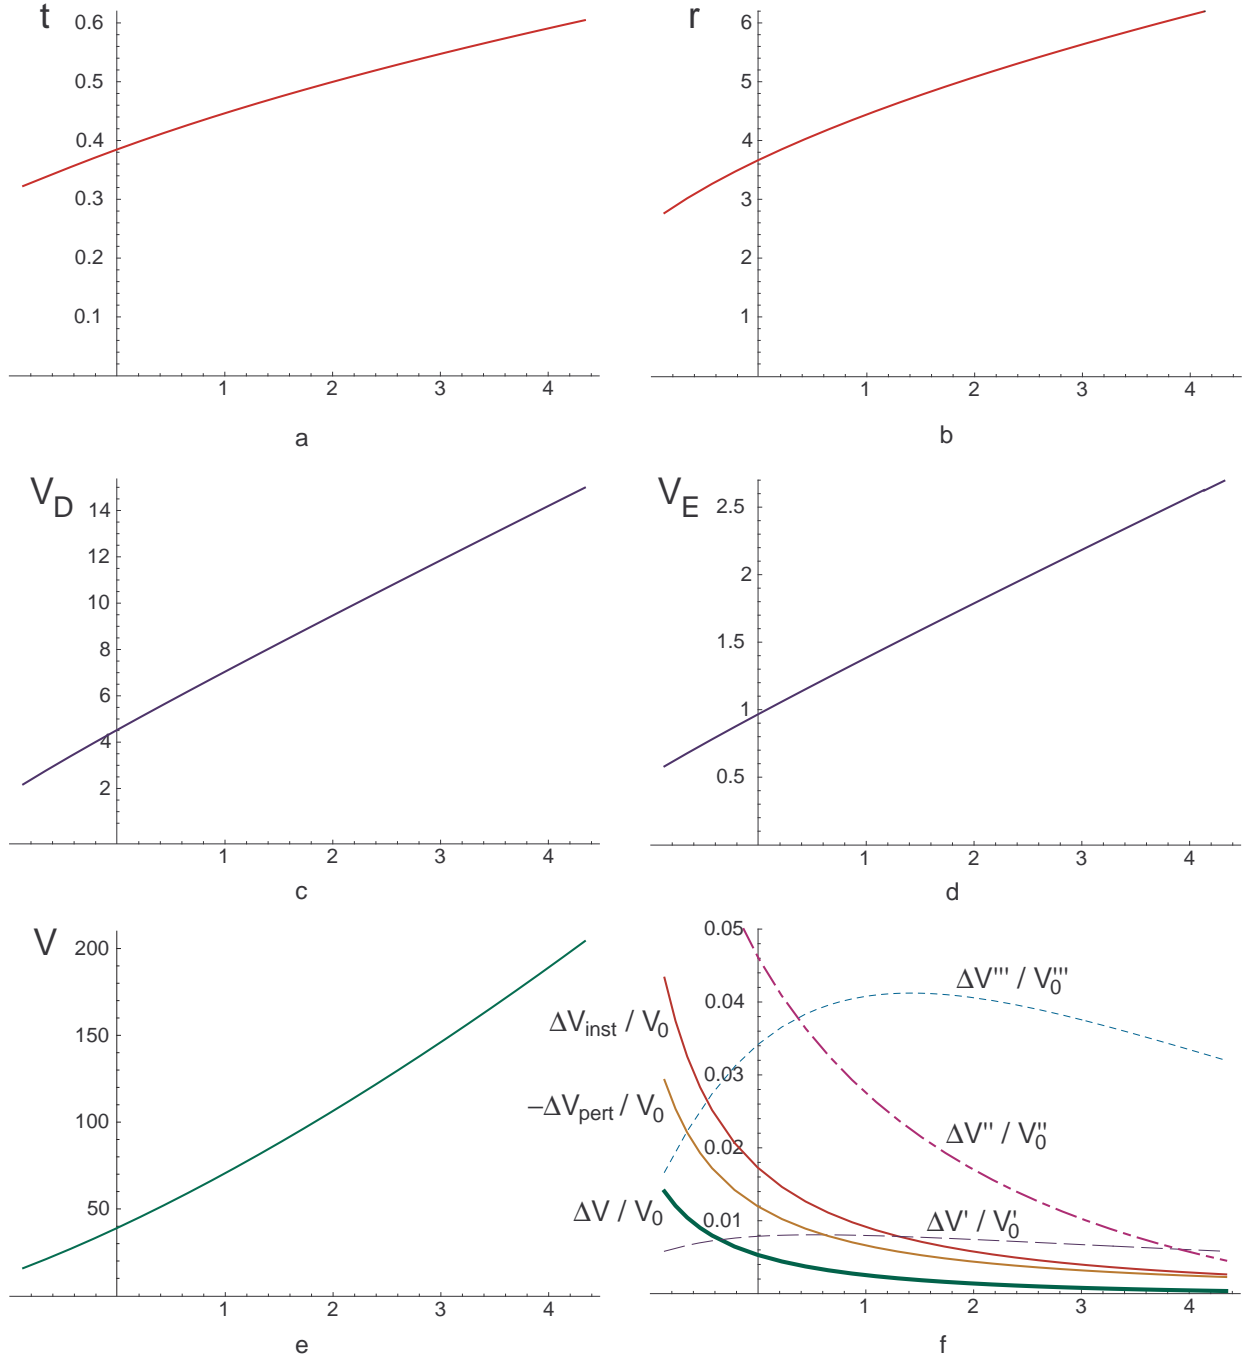 t
0.6
0.5
0.4
0.3
0.2
0.1
1 2 3 4
a
r
6
5
4
3
2
1
1 2 3 4
b
V_D
14
12
10
8
6
4
2
1 2 3 4
c
V_E
2.5
2
1.5
1
0.5
1 2 3 4
d
V
200
150
100
50
1 2 3 4
e
0.05
0.04
0.03
0.02
0.01
ΔV''' / V₀'''
ΔV_inst / V₀
−ΔV_pert / V₀
ΔV'' / V₀''
ΔV / V₀
ΔV' / V₀'
1 2 3 4
f